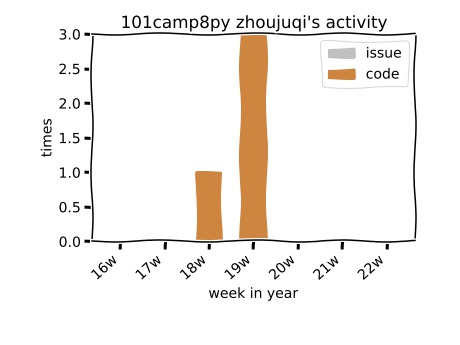 101camp8py zhoujuqi's activity
3.0
2.5
2.0
1.5
1.0
0.5
0.0
times
issue
code
16w
17w
18w
19w
20w
21w
22w
week in year